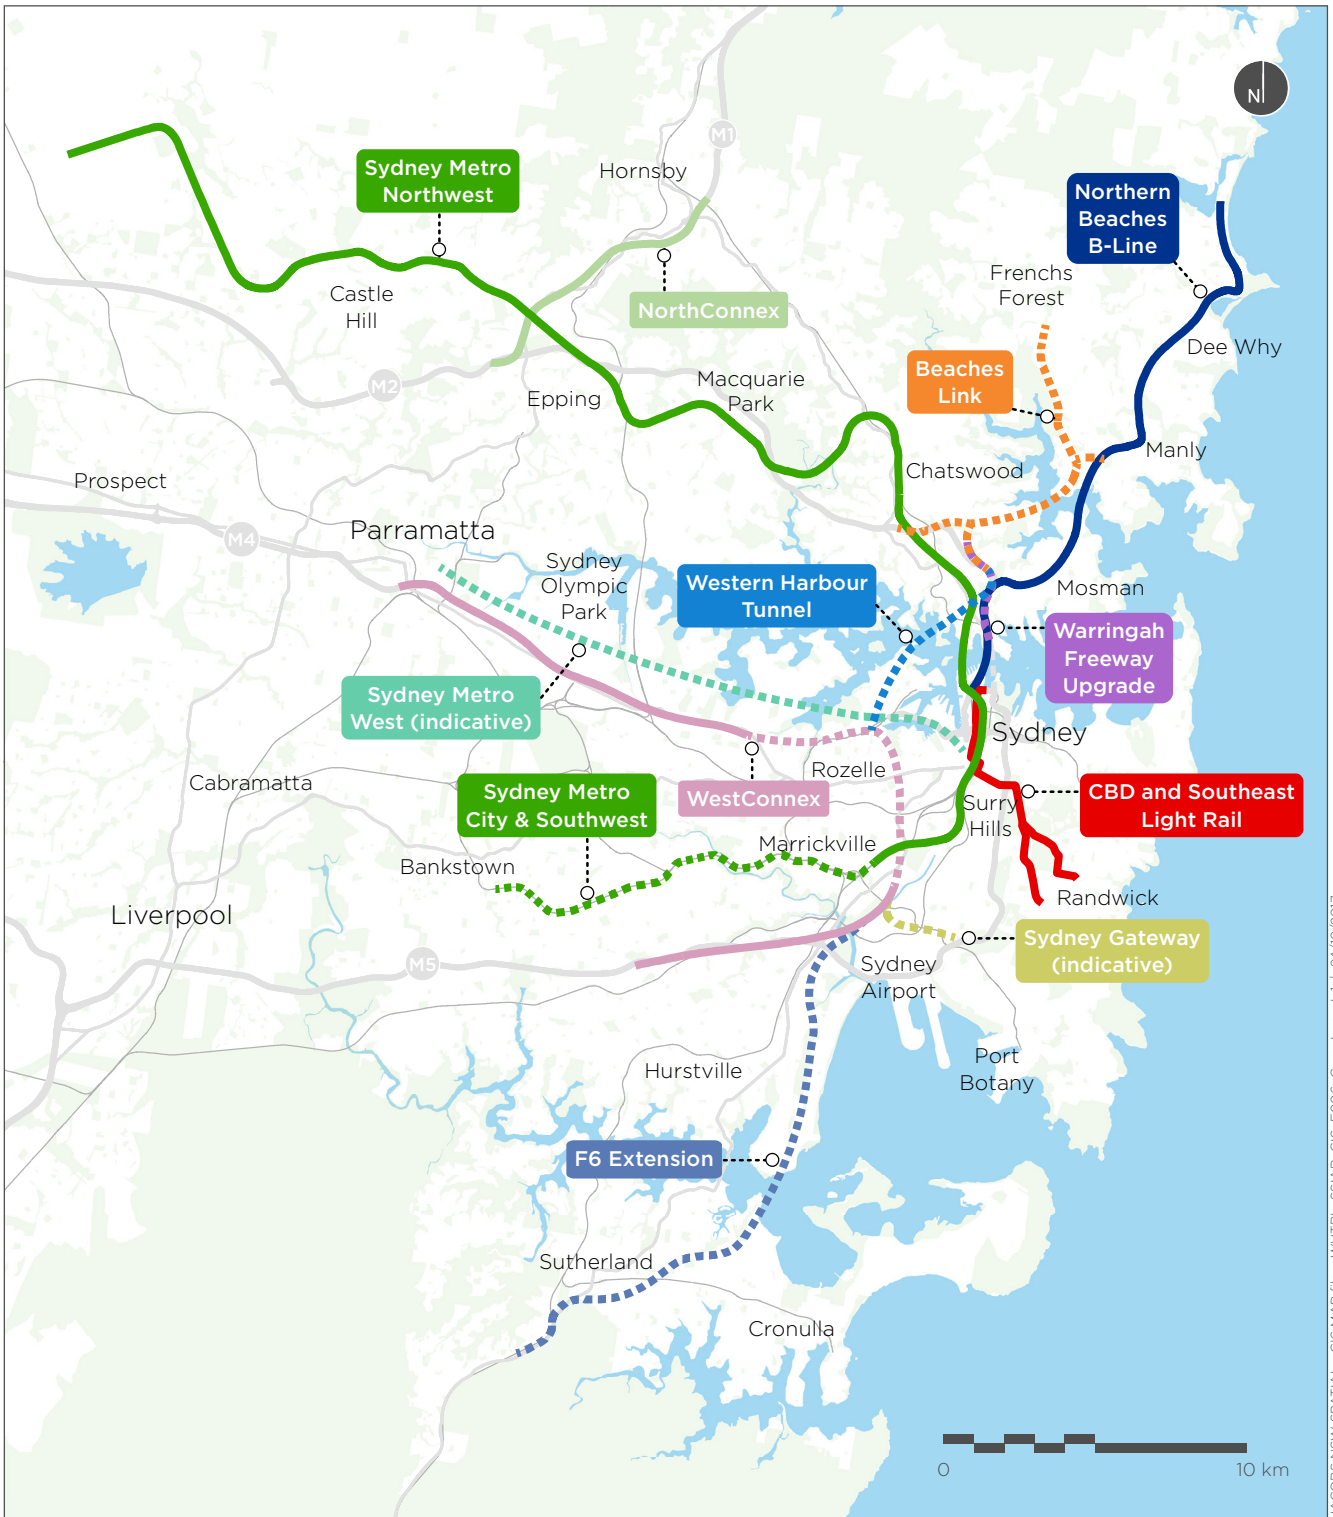 N
M1
Hornsby
Sydney Metro
Northwest
Northern
Beaches
B-Line
Frenchs
Forest
Castle
Hill
NorthConnex
Dee Why
M2
Epping
Macquarie
Park
Beaches
Link
Manly
Chatswood
Prospect
Parramatta
M4
Sydney
Olympic
Park
Western Harbour
Tunnel
Mosman
Warringah
Freeway
Upgrade
Sydney Metro
West (indicative)
Sydney
Rozelle
Cabramatta
Sydney Metro
City & Southwest
WestConnex
CBD and Southeast
Light Rail
Surry
Hills
Marrickville
Bankstown
Randwick
Liverpool
Sydney Gateway
(indicative)
M5
Sydney
Airport
Port
Botany
Hurstville
F6 Extension
Sutherland
Cronulla
0
10 km